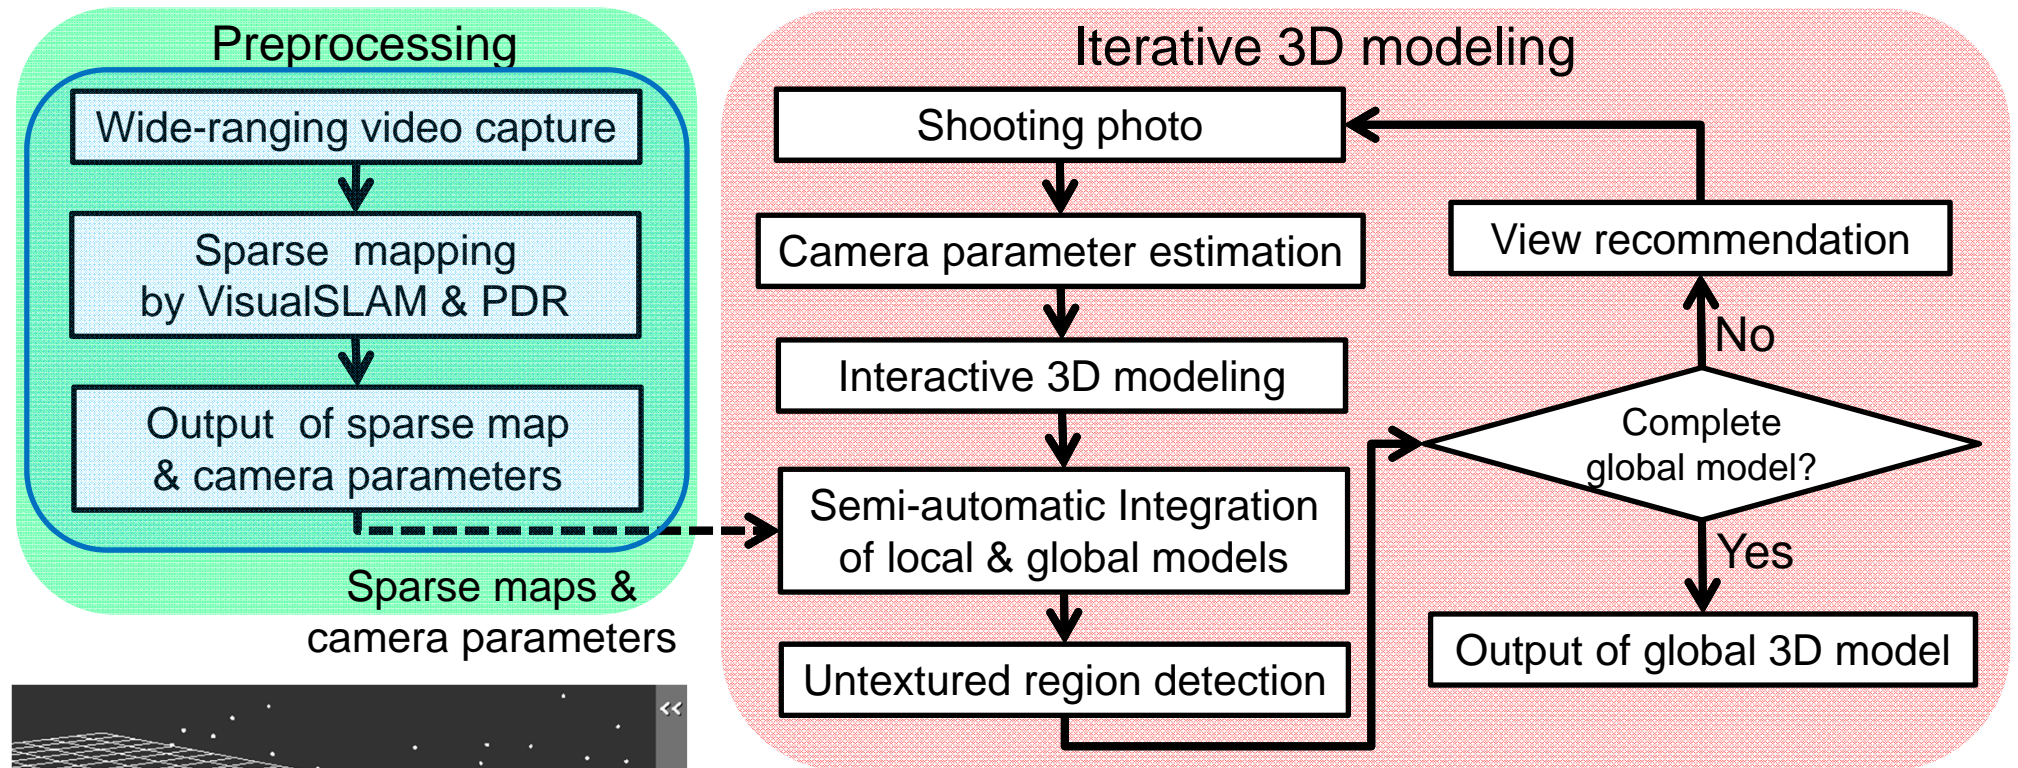 Preprocessing
Wide-ranging video capture
Sparse mapping
by VisualSLAM & PDR
Output of sparse map
& camera parameters
Sparse maps &
camera parameters
<<
Iterative 3D modeling
Shooting photo
Camera parameter estimation
Interactive 3D modeling
Semi-automatic Integration
of local & global models
Untextured region detection
View recommendation
No
Complete
global model?
Yes
Output of global 3D model